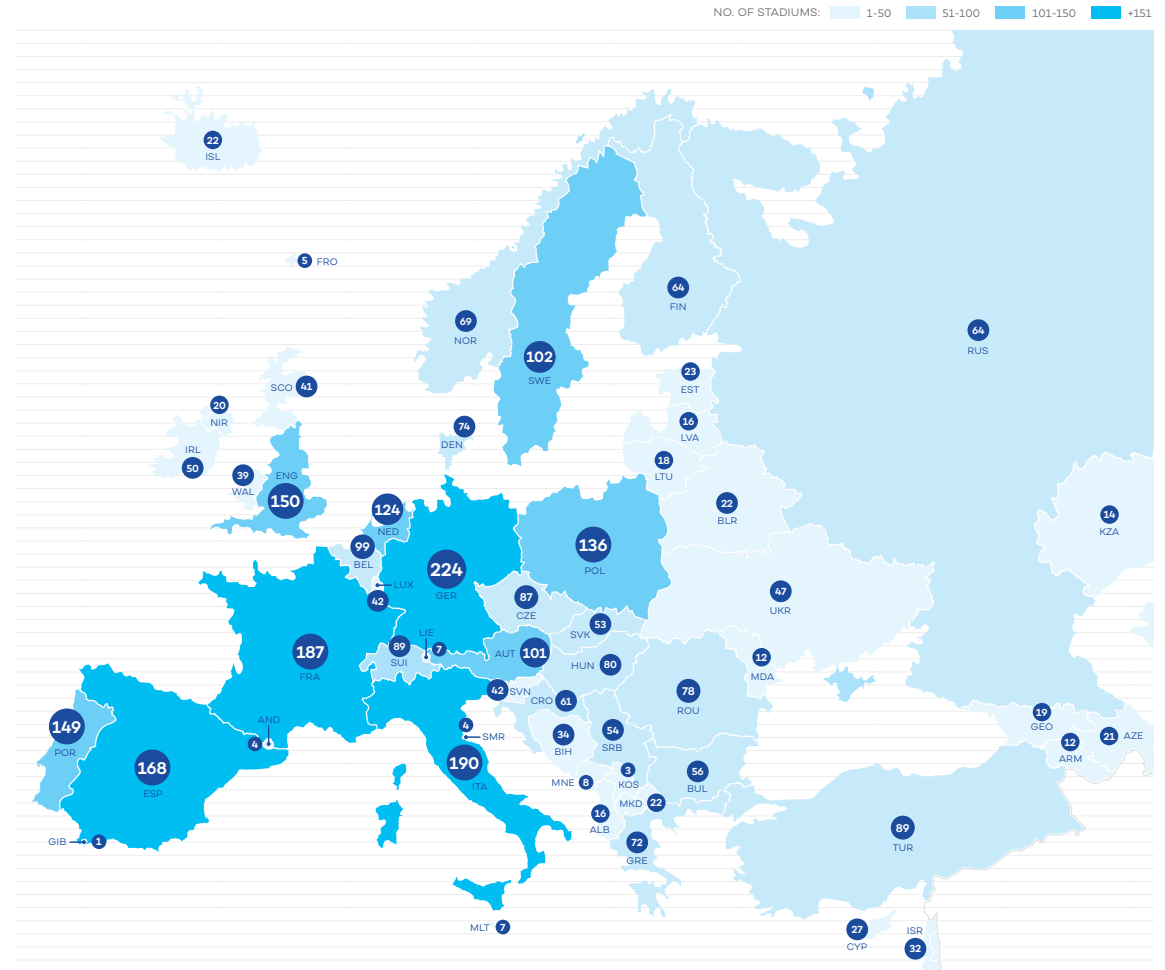 NO. OF STADIUMS: 1-50 51-100 101-150 +151
22
ISL
5 FRO
64
FIN
69
NOR
64
RUS
102
SWE
23
EST
SCO 41
20
NIR
16
LVA
74
DEN
IRL
50
18
LTU
39
WAL
ENG
150
22
BLR
124
NED
14
KZA
99
BEL
136
POL
224
GER
LUX
42
87
CZE
47
UKR
53
SVK
LIE
7
89
SUI
AUT 101
187
FRA
HUN 80
12
MDA
42 SVN
CRO 61
78
ROU
149
POR
AND
4
4
SMR
34
BIH
54
SRB
19
GEO
12
ARM
21 AZE
168
ESP
190
ITA
MNE 8
3
KOS
56
BUL
MKD 22
16
ALB
GIB 1
72
GRE
89
TUR
MLT 7
27
CYP
ISR
32